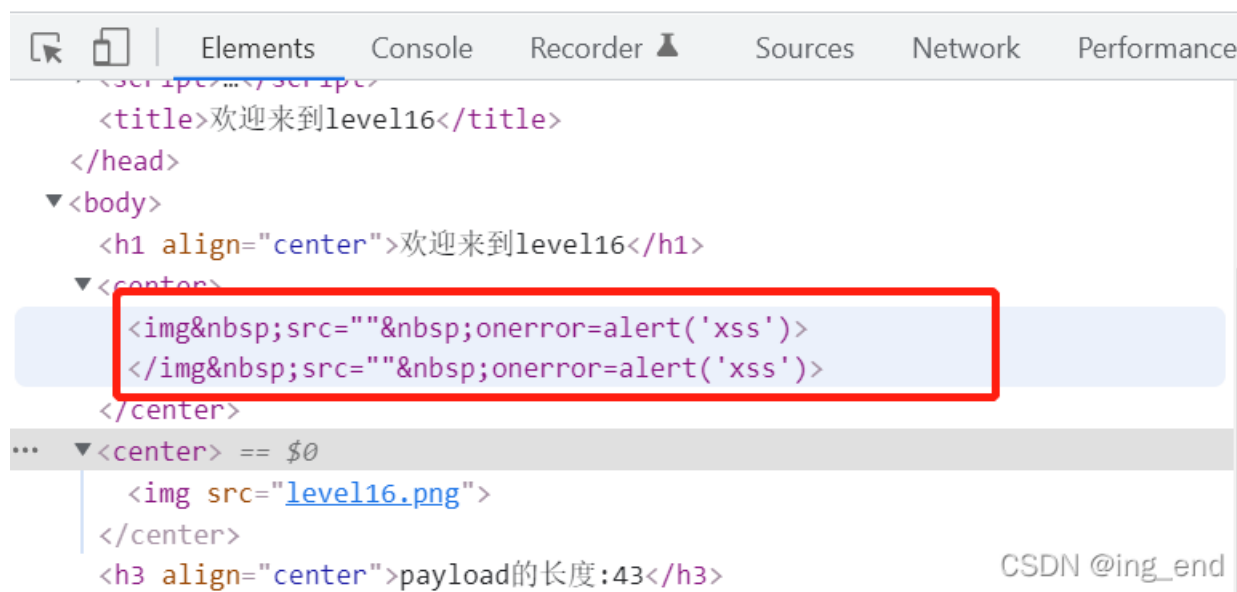 Elements Console Recorder Sources Network Performance
<script>…</script>
<title>欢迎来到level16</title>
</head>
<body>
<h1 align="center">欢迎来到level16</h1>
<center>
<img&nbsp;src=""&nbsp;onerror=alert('xss')>
</img&nbsp;src=""&nbsp;onerror=alert('xss')>
</center>
... <center> == $0
<img src="level16.png">
</center>
<h3 align="center">payload的长度:43</h3>
CSDN @ing_end